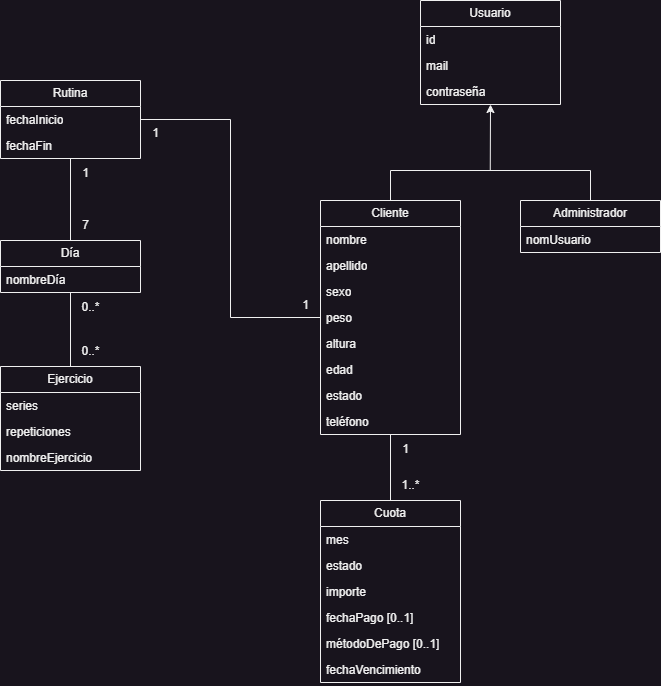 Usuario
id
mail
contraseña
Rutina
fechaInicio
fechaFin
1
1
7
Día
nombreDía
0..*
0..*
Ejercicio
series
repeticiones
nombreEjercicio
Cliente
nombre
apellido
sexo
1
peso
altura
edad
estado
teléfono
Administrador
nomUsuario
1
1..*
Cuota
mes
estado
importe
fechaPago [0..1]
métodoDePago [0..1]
fechaVencimiento